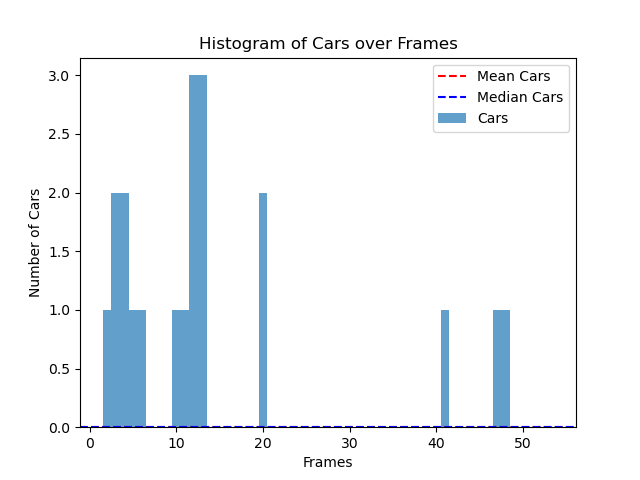 Histogram of Cars over Frames
Mean Cars
Median Cars
Cars
3.0
2.5
2.0
1.5
1.0
0.5
0.0
Number of Cars
0 10 20 30 40 50
Frames